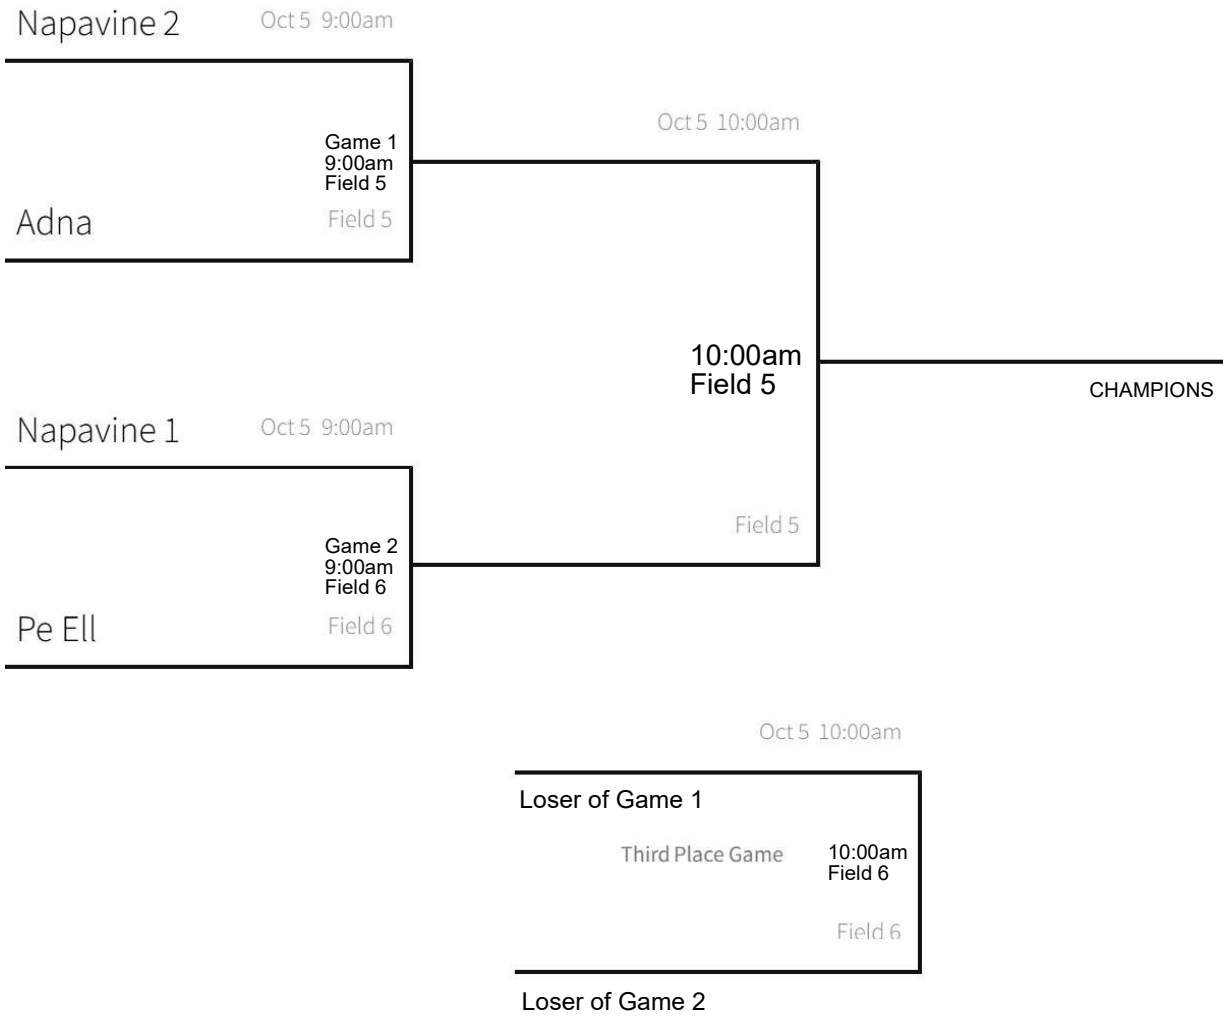 Napavine 2
Oct 5 9:00am
Oct 5 10:00am
Game 1
9:00am
Field 5
Adna
Field 5
10:00am
Field 5
CHAMPIONS
Napavine 1
Oct 5 9:00am
Field 5
Game 2
9:00am
Field 6
Pe Ell
Field 6
Oct 5 10:00am
Loser of Game 1
Third Place Game
10:00am
Field 6
Field 6
Loser of Game 2